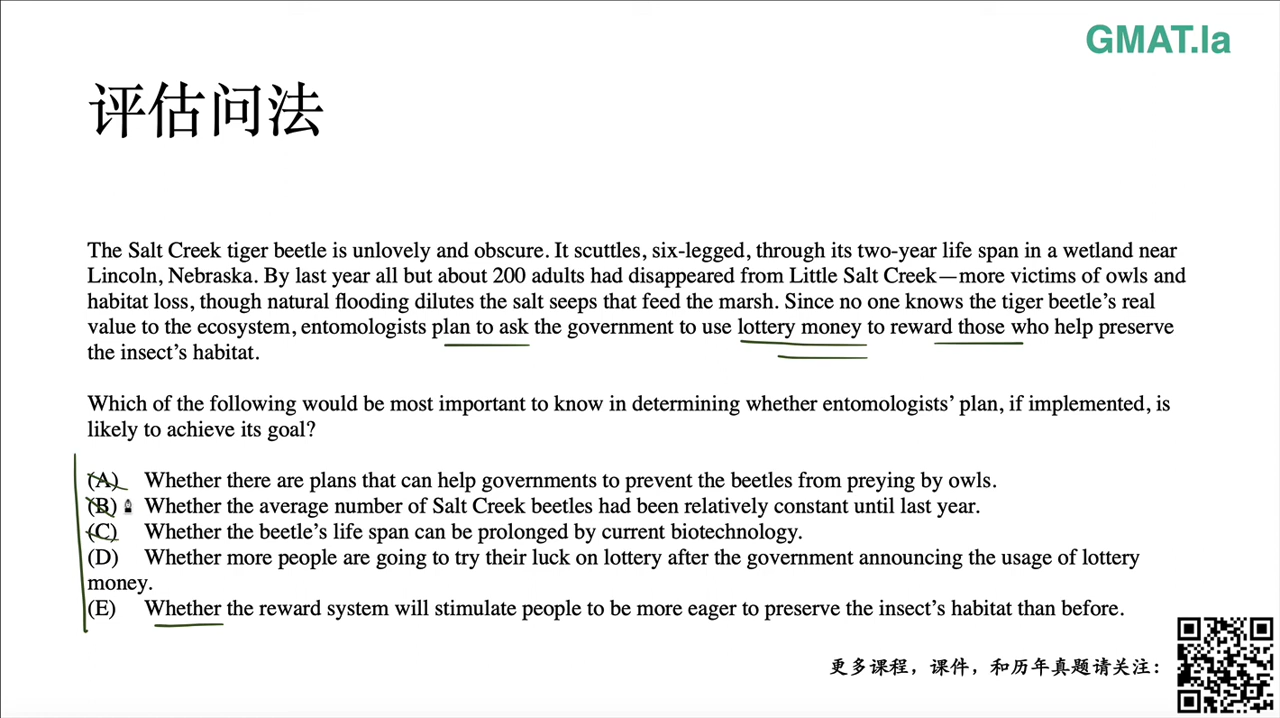 GMAT.la
评估问法
The Salt Creek tiger beetle is unlovely and obscure. It scuttles, six-legged, through its two-year life span in a wetland near
Lincoln, Nebraska. By last year all but about 200 adults had disappeared from Little Salt Creek—more victims of owls and
habitat loss, though natural flooding dilutes the salt seeps that feed the marsh. Since no one knows the tiger beetle's real
value to the ecosystem, entomologists plan to ask the government to use lottery money to reward those who help preserve
the insect's habitat.
Which of the following would be most important to know in determining whether entomologists' plan, if implemented, is
likely to achieve its goal?
(A) Whether there are plans that can help governments to prevent the beetles from preying by owls.
(B) Whether the average number of Salt Creek beetles had been relatively constant until last year.
(C) Whether the beetle's life span can be prolonged by current biotechnology.
(D) Whether more people are going to try their luck on lottery after the government announcing the usage of lottery
money.
(E) Whether the reward system will stimulate people to be more eager to preserve the insect's habitat than before.
更多课程，课件，和历年真题请关注：